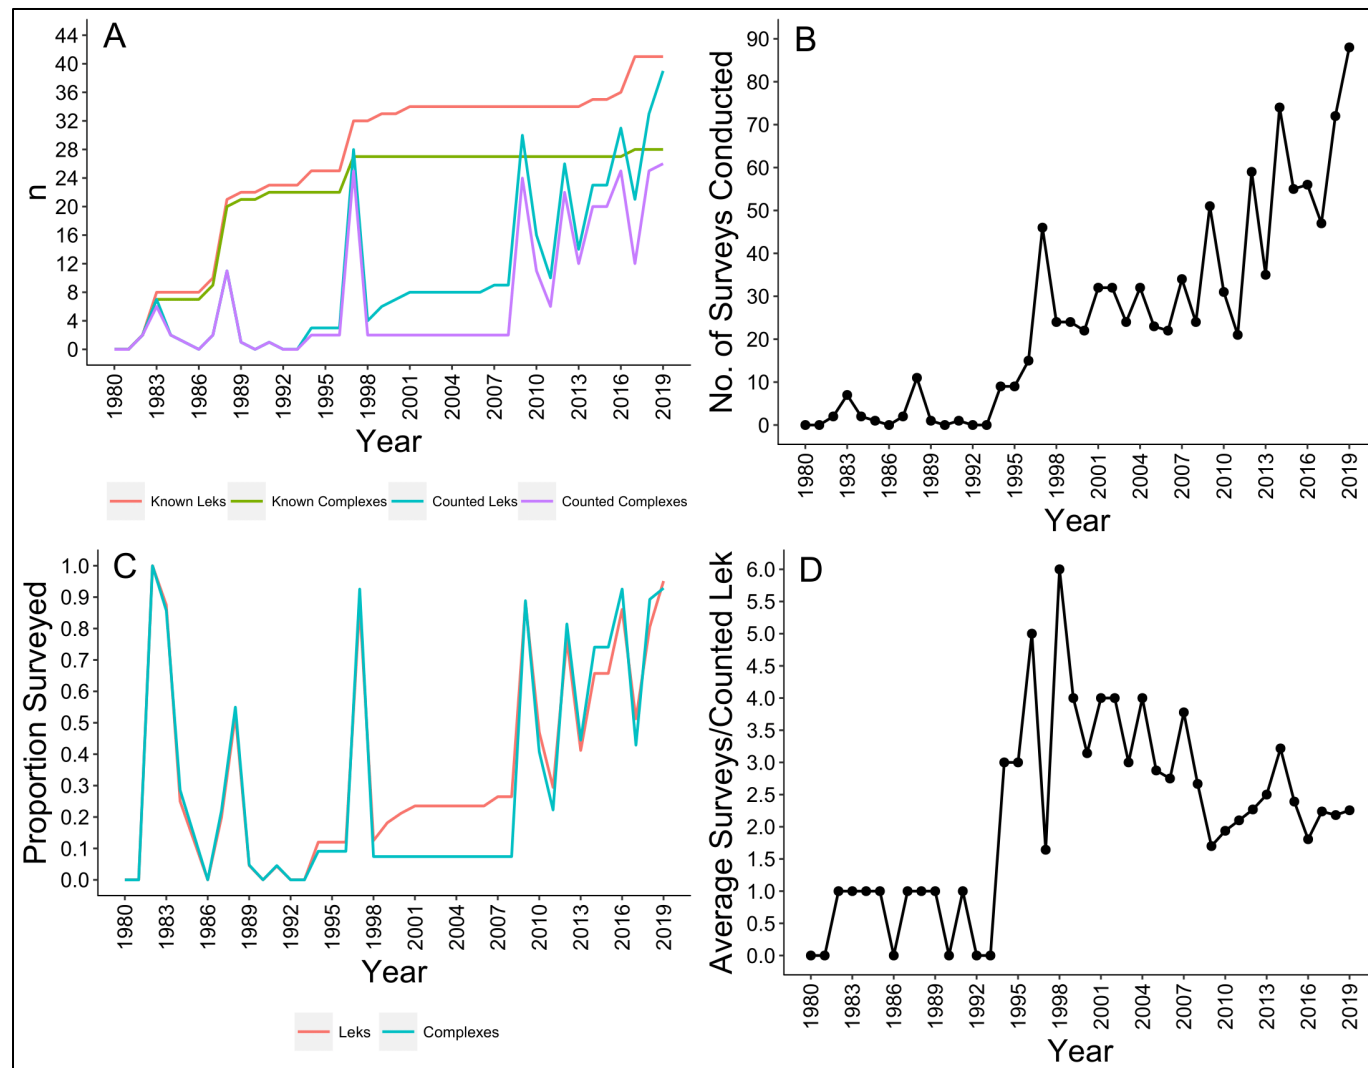 A
n
44
40
36
32
28
24
20
16
12
8
4
0
1980 1983 1986 1989 1992 1995 1998 2001 2004 2007 2010 2013 2016 2019
Year
Known Leks Known Complexes Counted Leks Counted Complexes
B
No. of Surveys Conducted
90
80
70
60
50
40
30
20
10
0
1980 1983 1986 1989 1992 1995 1998 2001 2004 2007 2010 2013 2016 2019
Year
C
Proportion Surveyed
1.0
0.9
0.8
0.7
0.6
0.5
0.4
0.3
0.2
0.1
0.0
1980 1983 1986 1989 1992 1995 1998 2001 2004 2007 2010 2013 2016 2019
Year
Leks Complexes
D
Average Surveys/Counted Lek
6.0
5.5
5.0
4.5
4.0
3.5
3.0
2.5
2.0
1.5
1.0
0.5
0.0
1980 1983 1986 1989 1992 1995 1998 2001 2004 2007 2010 2013 2016 2019
Year